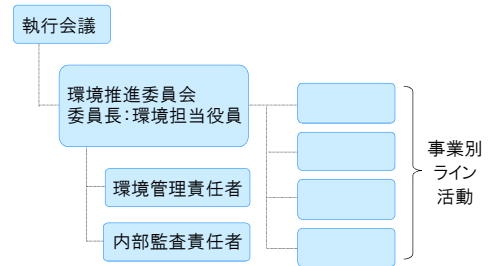 執行会議
環境推進委員会
委員長：環境担当役員
環境管理責任者
内部監査責任者
事業別
ライン
活動